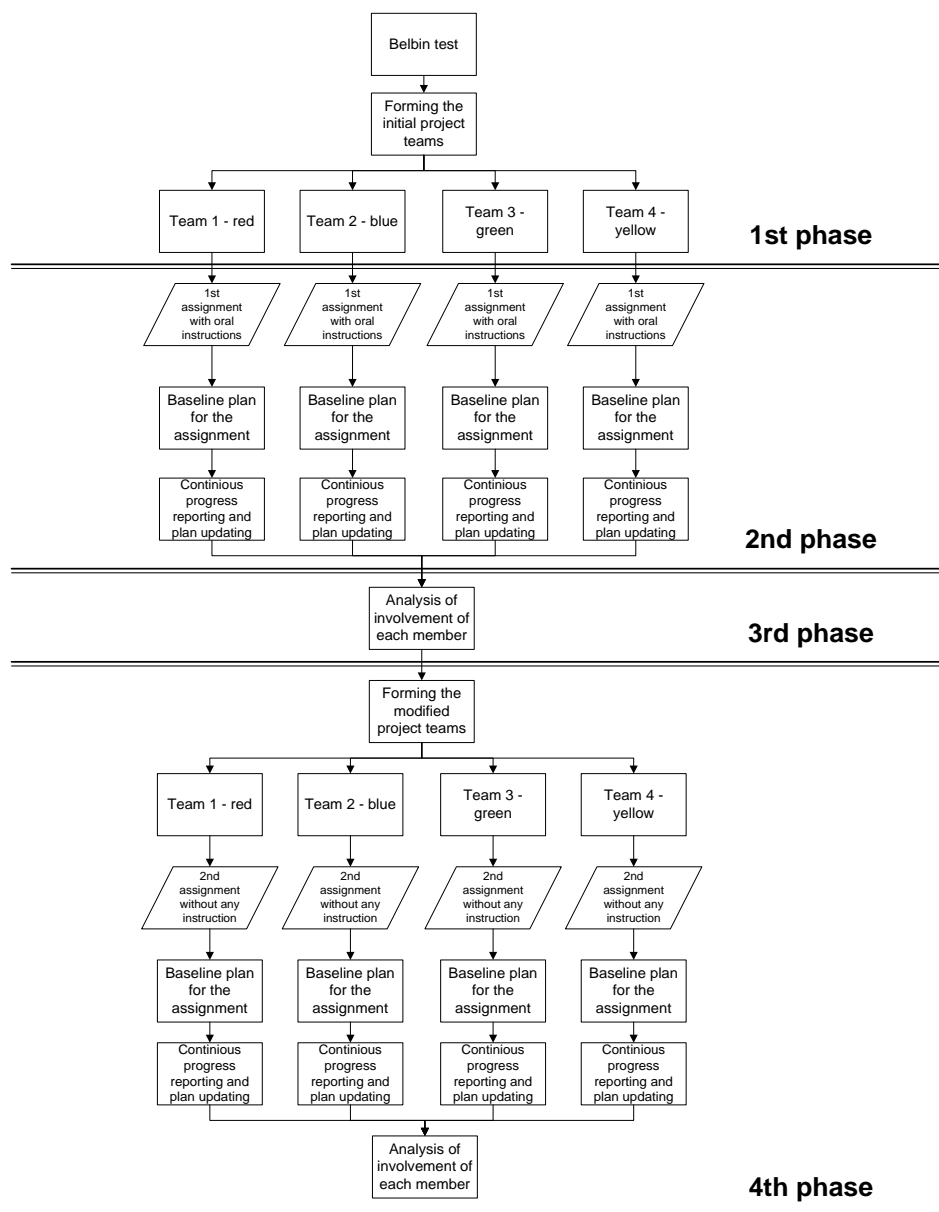 Belbin test
Forming the
initial project
teams
Team 1 - red
Team 2 - blue
Team 3 -
green
Team 4 -
yellow
1st phase
1st
assignment
with oral
instructions
1st
assignment
with oral
instructions
1st
assignment
with oral
instructions
1st
assignment
with oral
instructions
Baseline plan
for the
assignment
Baseline plan
for the
assignment
Baseline plan
for the
assignment
Baseline plan
for the
assignment
Continious
progress
reporting and
plan updating
Continious
progress
reporting and
plan updating
Continious
progress
reporting and
plan updating
Continious
progress
reporting and
plan updating
2nd phase
Analysis of
involvement of
each member
3rd phase
Forming the
modified
project teams
Team 1 - red
Team 2 - blue
Team 3 -
green
Team 4 -
yellow
2nd
assignment
without any
instruction
2nd
assignment
without any
instruction
2nd
assignment
without any
instruction
2nd
assignment
without any
instruction
Baseline plan
for the
assignment
Baseline plan
for the
assignment
Baseline plan
for the
assignment
Baseline plan
for the
assignment
Continious
progress
reporting and
plan updating
Continious
progress
reporting and
plan updating
Continious
progress
reporting and
plan updating
Continious
progress
reporting and
plan updating
Analysis of
involvement of
each member
4th phase